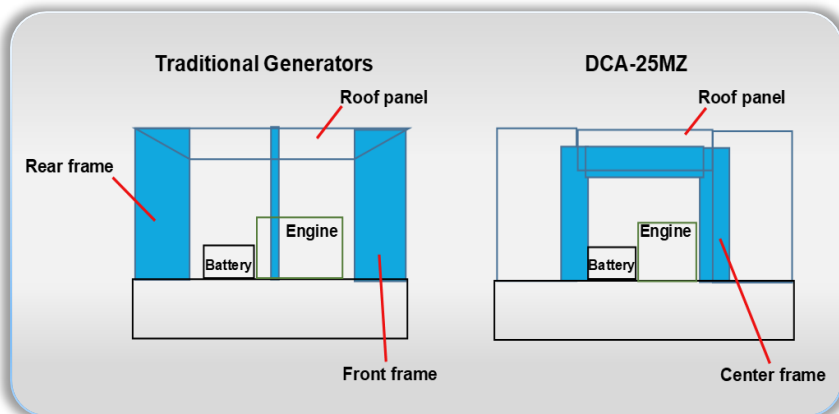 Traditional Generators
Roof panel
Rear frame
Engine
Battery
Front frame
DCA-25MZ
Roof panel
Engine
Battery
Center frame